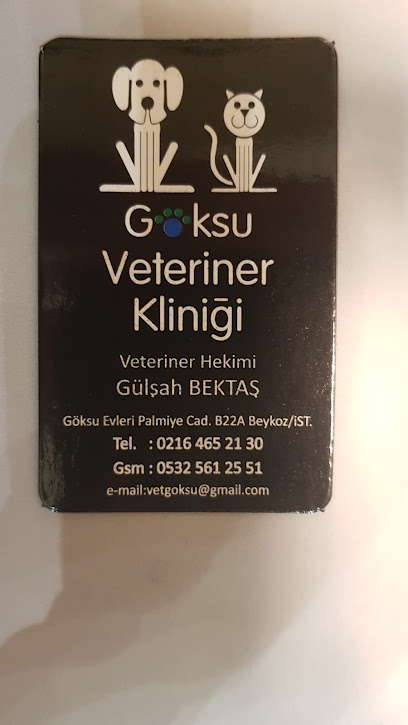 Göksu
Veteriner
Kliniği
Veteriner Hekimi
Gülşah BEKTAŞ
Göksu Evleri Palmiye Cad. B22A Beykoz/iST.
Tel. : 0216 465 21 30
Gsm : 0532 561 25 51
e-mail:vetgoksu@gmail.com